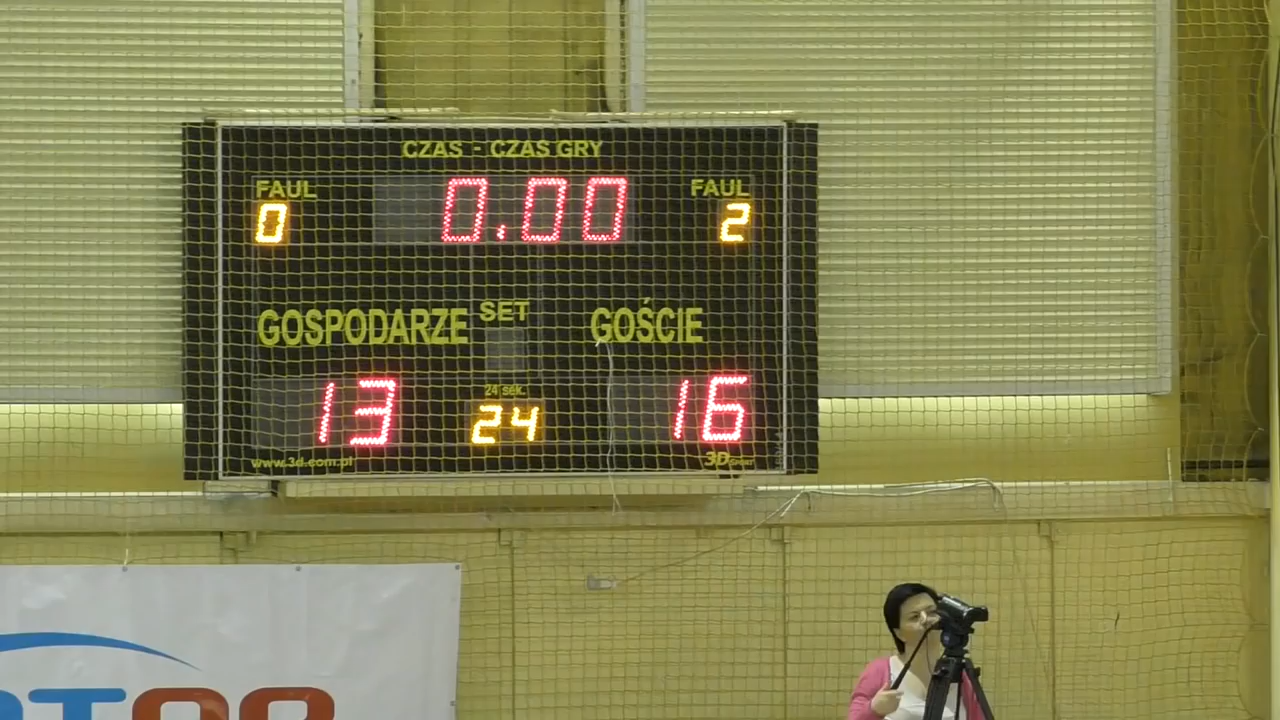 CZAS - CZAS GRY
FAUL FAUL
0 0.00 2
SET
GOSPODARZE GOŚCIE
24 sek.
13 24 16
www.3d.com.pl 3D